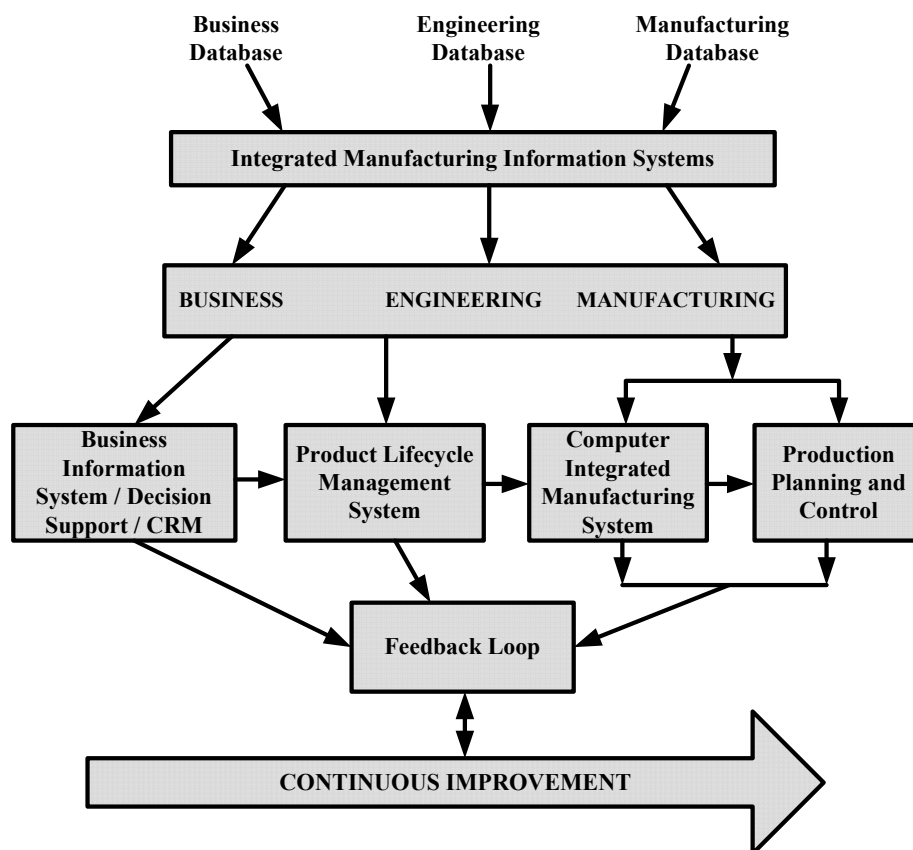 Business
Database
Engineering
Database
Manufacturing
Database
Integrated Manufacturing Information Systems
BUSINESS
ENGINEERING
MANUFACTURING
Business
Information
System / Decision
Support / CRM
Product Lifecycle
Management
System
Computer
Integrated
Manufacturing
System
Production
Planning and
Control
Feedback Loop
CONTINUOUS IMPROVEMENT